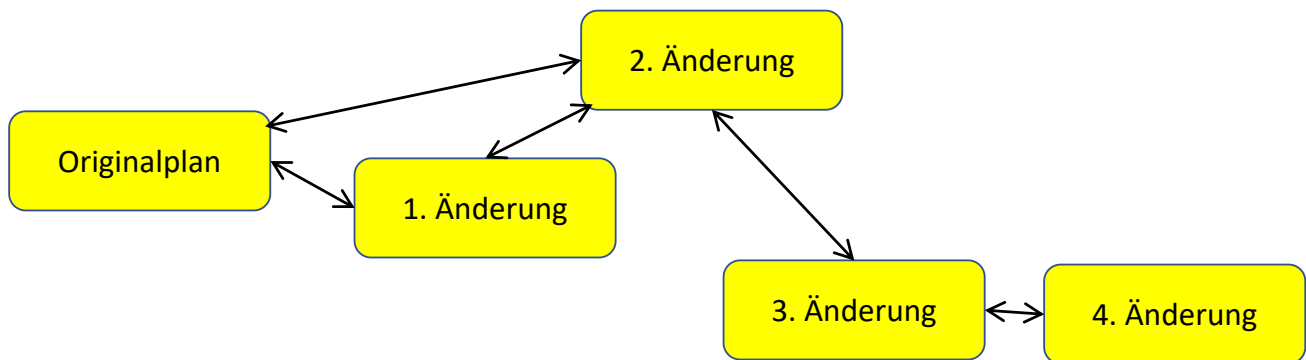 Originalplan
1. Änderung
2. Änderung
3. Änderung
4. Änderung